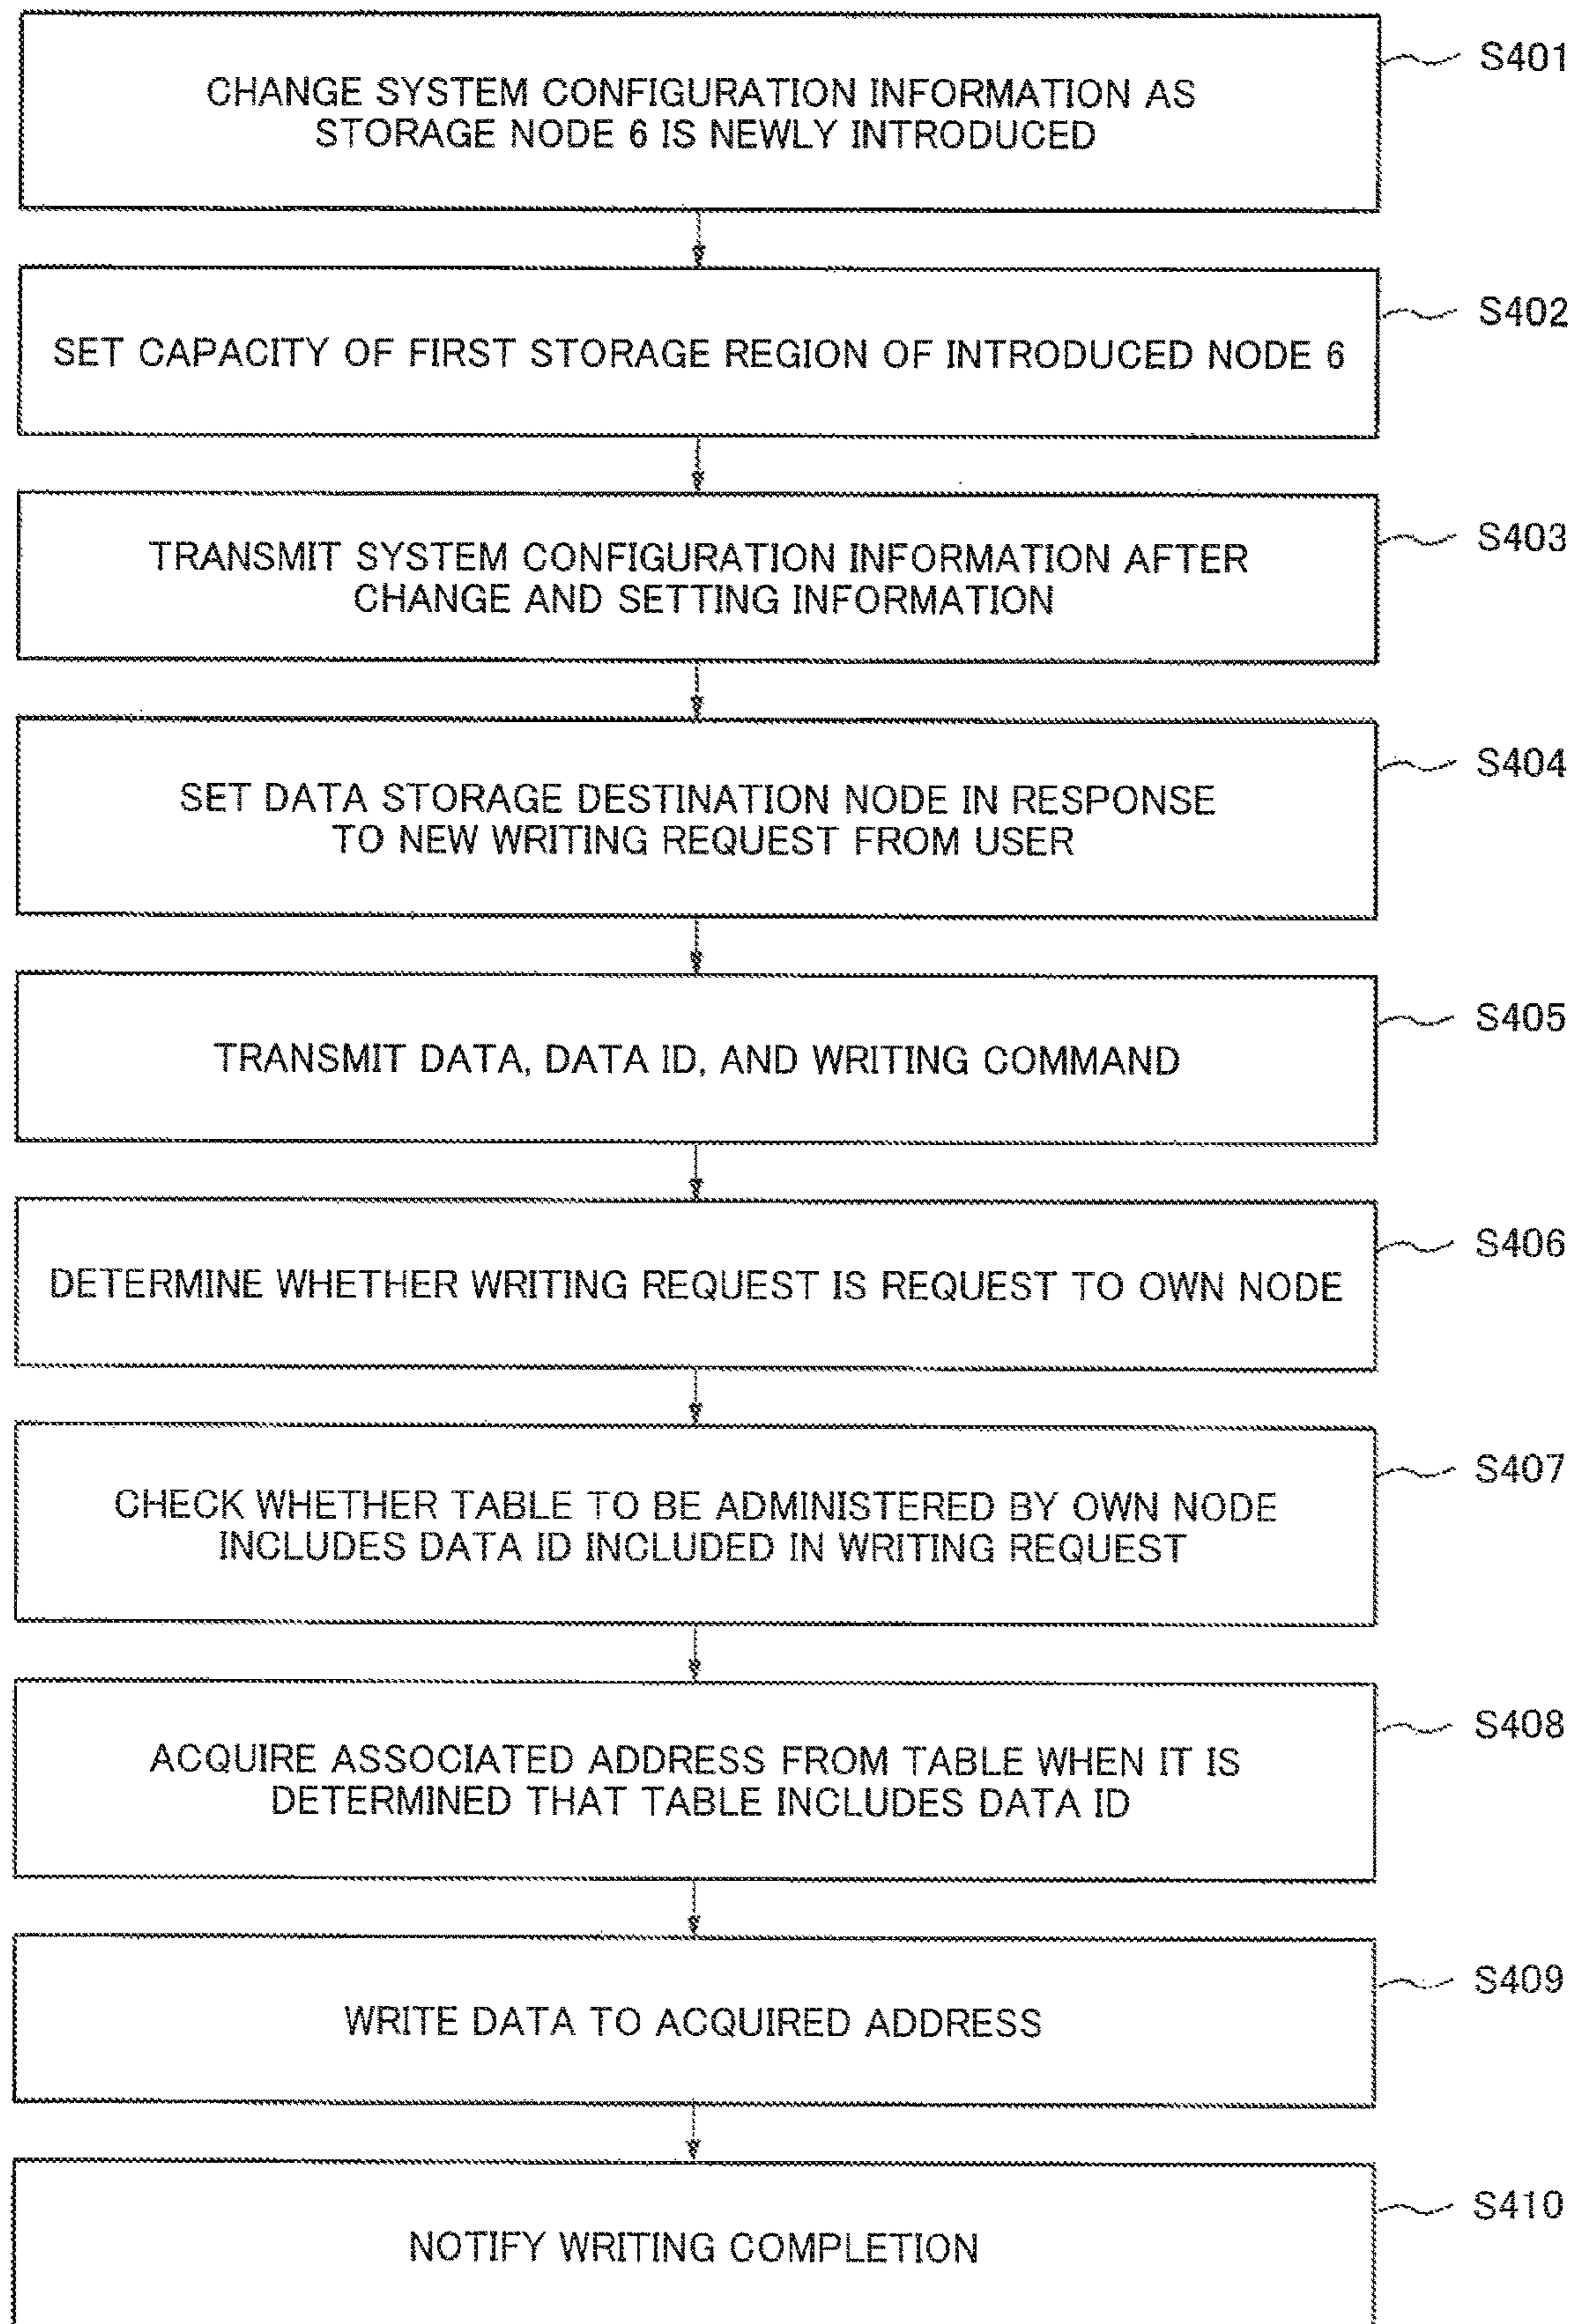 CHANGE SYSTEM CONFIGURATION INFORMATION AS
STORAGE NODE 6 IS NEWLY INTRODUCED
S401
SET CAPACITY OF FIRST STORAGE REGION OF INTRODUCED NODE 6
S402
TRANSMIT SYSTEM CONFIGURATION INFORMATION AFTER
CHANGE AND SETTING INFORMATION
S403
SET DATA STORAGE DESTINATION NODE IN RESPONSE
TO NEW WRITING REQUEST FROM USER
S404
TRANSMIT DATA, DATA ID, AND WRITING COMMAND
S405
DETERMINE WHETHER WRITING REQUEST IS REQUEST TO OWN NODE
S406
CHECK WHETHER TABLE TO BE ADMINISTERED BY OWN NODE
INCLUDES DATA ID INCLUDED IN WRITING REQUEST
S407
ACQUIRE ASSOCIATED ADDRESS FROM TABLE WHEN IT IS
DETERMINED THAT TABLE INCLUDES DATA ID
S408
WRITE DATA TO ACQUIRED ADDRESS
S409
NOTIFY WRITING COMPLETION
S410